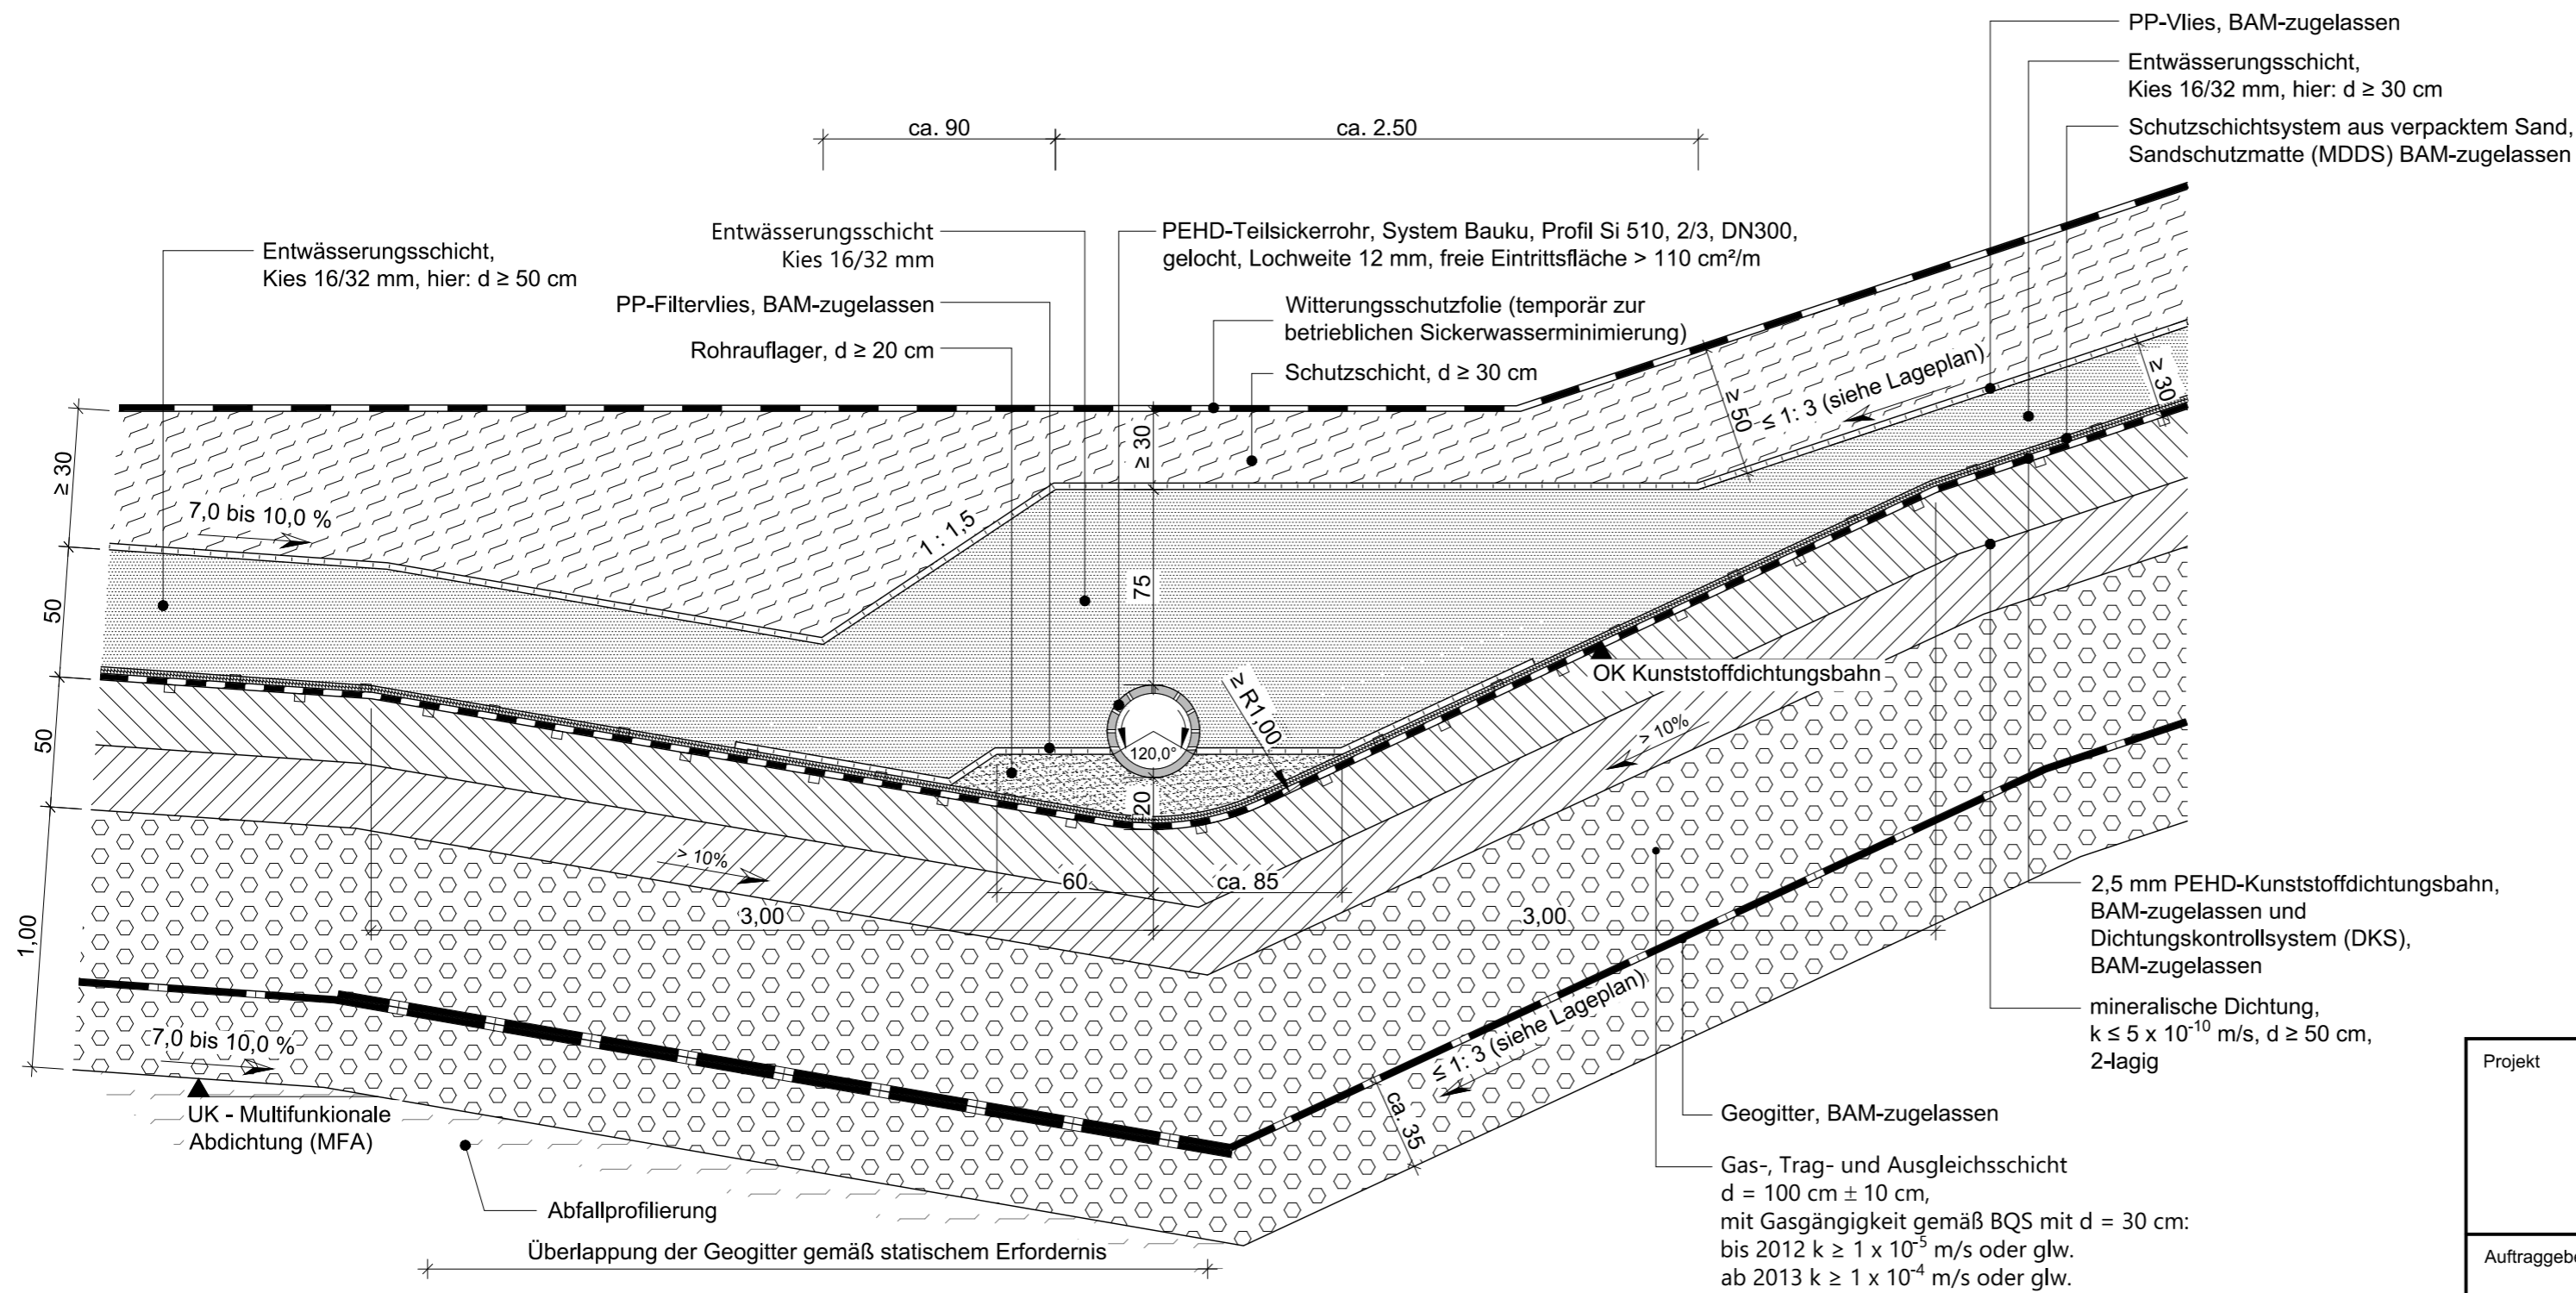 PP-Vlies, BAM-zugelassen
Entwässerungsschicht,
Kies 16/32 mm, hier: d ≥ 30 cm
Schutzschichtsystem aus verpacktem Sand,
Sandschutzmatte (MDDS) BAM-zugelassen
ca. 90
ca. 2.50
Entwässerungsschicht,
Kies 16/32 mm, hier: d ≥ 50 cm
Entwässerungsschicht
Kies 16/32 mm
PP-Filtervlies, BAM-zugelassen
Rohrauflager, d ≥ 20 cm
PEHD-Teilsickerrohr, System Bauku, Profil Si 510, 2/3, DN300,
gelocht, Lochweite 12 mm, freie Eintrittsfläche > 110 cm²/m
Witterungsschutzfolie (temporär zur
betrieblichen Sickerwasserminimierung)
Schutzschicht, d ≥ 30 cm
≥ 30
≥ 30
≥ 50
≤ 1: 3 (siehe Lageplan)
≥ 30
7,0 bis 10,0 %
1 : 1,5
50
75
≥ R1,00
OK Kunststoffdichtungsbahn
50
120,0°
> 10%
20
> 10%
60
ca. 85
3,00
3,00
1,00
7,0 bis 10,0 %
≤ 1: 3 (siehe Lageplan)
ca. 35
UK - Multifunkionale
Abdichtung (MFA)
Abfallprofilierung
Überlappung der Geogitter gemäß statischem Erfordernis
2,5 mm PEHD-Kunststoffdichtungsbahn,
BAM-zugelassen und
Dichtungskontrollsystem (DKS),
BAM-zugelassen
mineralische Dichtung,
k ≤ 5 x 10⁻¹⁰ m/s, d ≥ 50 cm,
2-lagig
Geogitter, BAM-zugelassen
Gas-, Trag- und Ausgleichsschicht
d = 100 cm ± 10 cm,
mit Gasgängigkeit gemäß BQS mit d = 30 cm:
bis 2012 k ≥ 1 x 10⁻⁵ m/s oder glw.
ab 2013 k ≥ 1 x 10⁻⁴ m/s oder glw.
Projekt
Auftraggebe